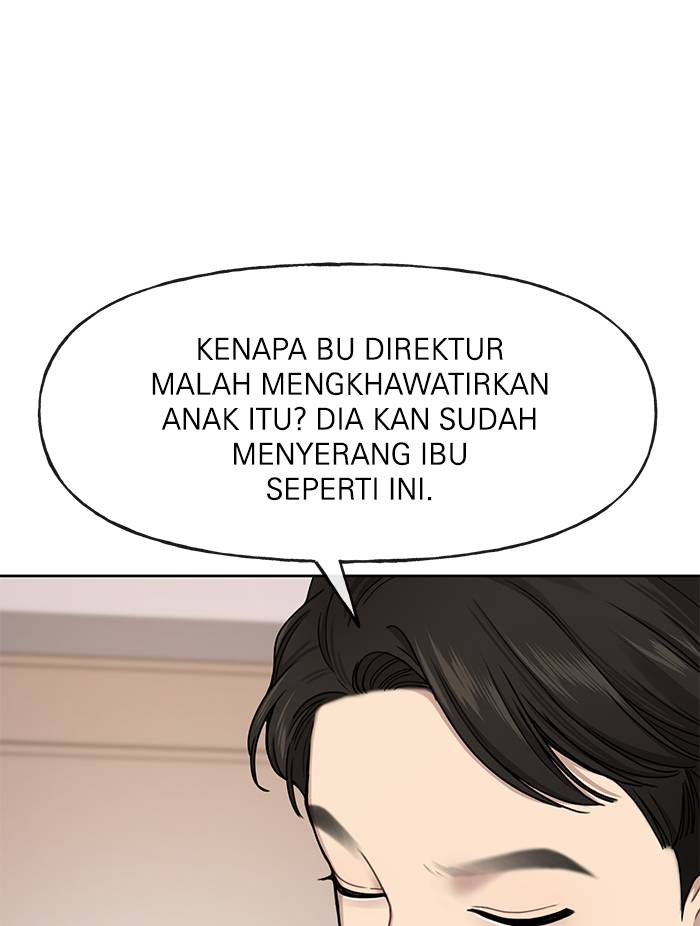 KENAPA BU DIREKTUR
MALAH MENGKHAWATIRKAN
ANAK ITU? DIA KAN SUDAH
MENYERANG IBU
SEPERTI INI.